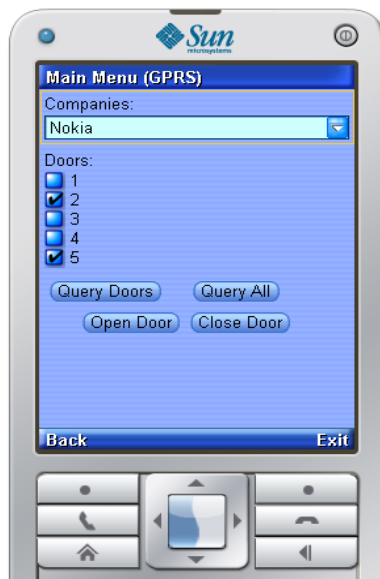 Sun
microsystems
Main Menu (GPRS)
Companies:
Nokia
Doors:
1
2
3
4
5
Query Doors Query All
Open Door Close Door
Back Exit